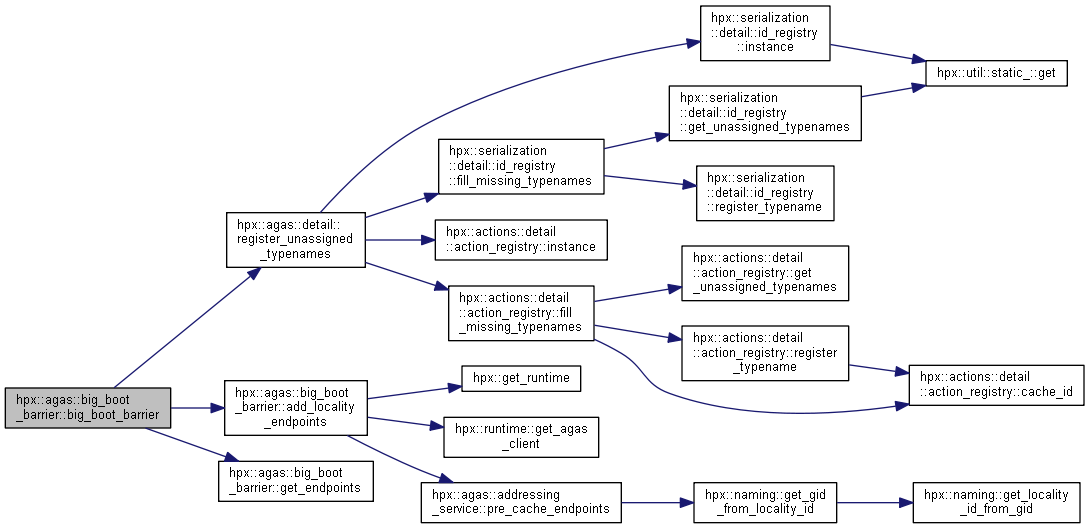 hpx::serialization
::detail::id_registry
::instance
hpx::util::static_::get
hpx::serialization
::detail::id_registry
::get_unassigned_typenames
hpx::serialization
::detail::id_registry
::fill_missing_typenames
hpx::serialization
::detail::id_registry
::register_typename
hpx::agas::detail::
register_unassigned
_typenames
hpx::actions::detail
::action_registry::instance
hpx::actions::detail
::action_registry::get
_unassigned_typenames
hpx::actions::detail
::action_registry::fill
_missing_typenames
hpx::actions::detail
::action_registry::register
_typename
hpx::actions::detail
::action_registry::cache_id
hpx::agas::big_boot
_barrier::big_boot_barrier
hpx::agas::big_boot
_barrier::add_locality
_endpoints
hpx::get_runtime
hpx::runtime::get_agas
_client
hpx::agas::big_boot
_barrier::get_endpoints
hpx::agas::addressing
_service::pre_cache_endpoints
hpx::naming::get_gid
_from_locality_id
hpx::naming::get_locality
_id_from_gid